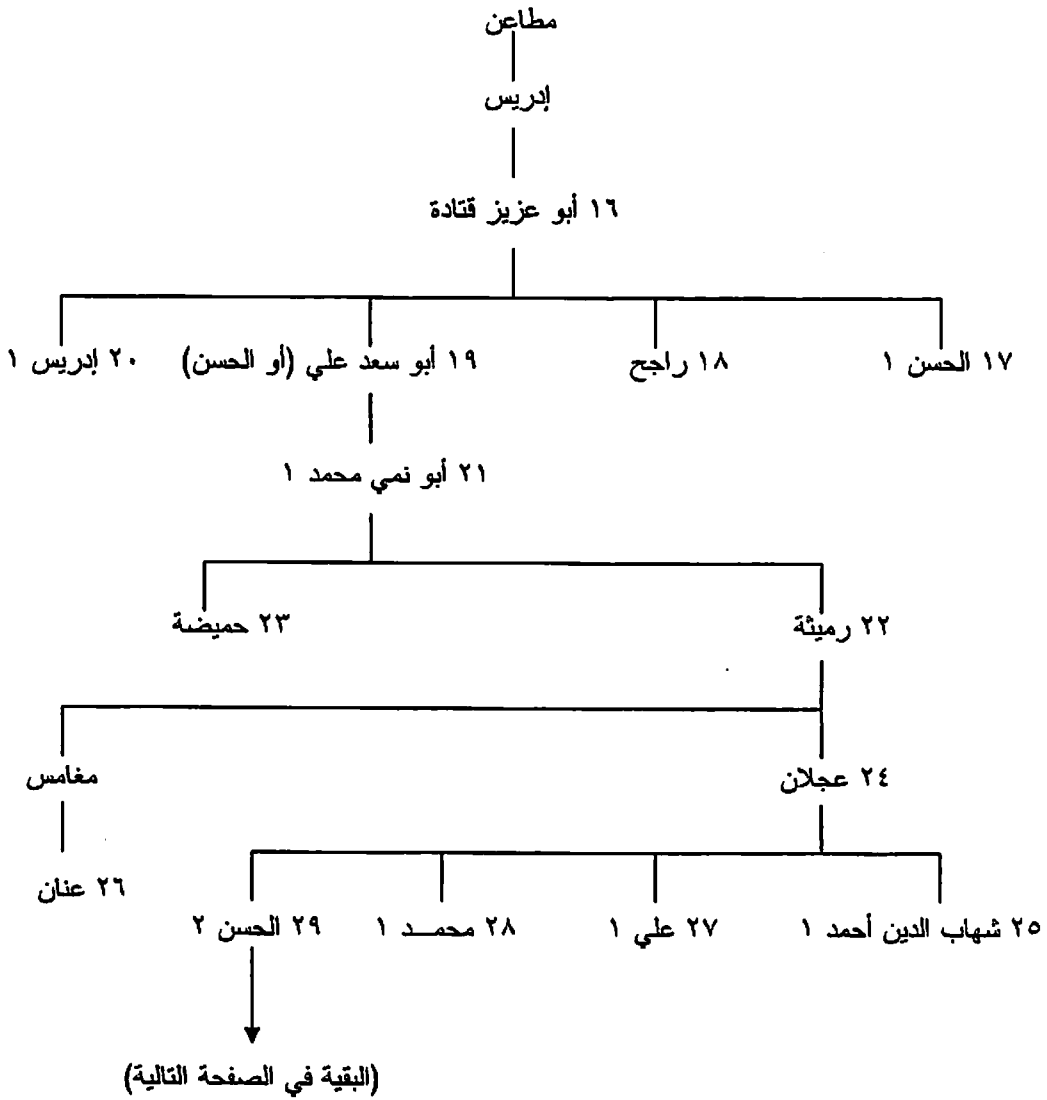 مطاعن
إدريس
١٦ أبو عزيز قتادة
١٧ الحسن ١
١٨ راجح
١٩ أبو سعد علي (أو الحسن)
٢٠ إدريس ١
٢١ أبو نمي محمد ١
٢٢ رميثة
٢٣ حميضة
٢٤ عجلان
مغامس
٢٥ شهاب الدين أحمد ١
٢٧ علي ١
٢٨ محمـــد ١
٢٩ الحسن ٢
٢٦ عنان
(البقية في الصفحة التالية)